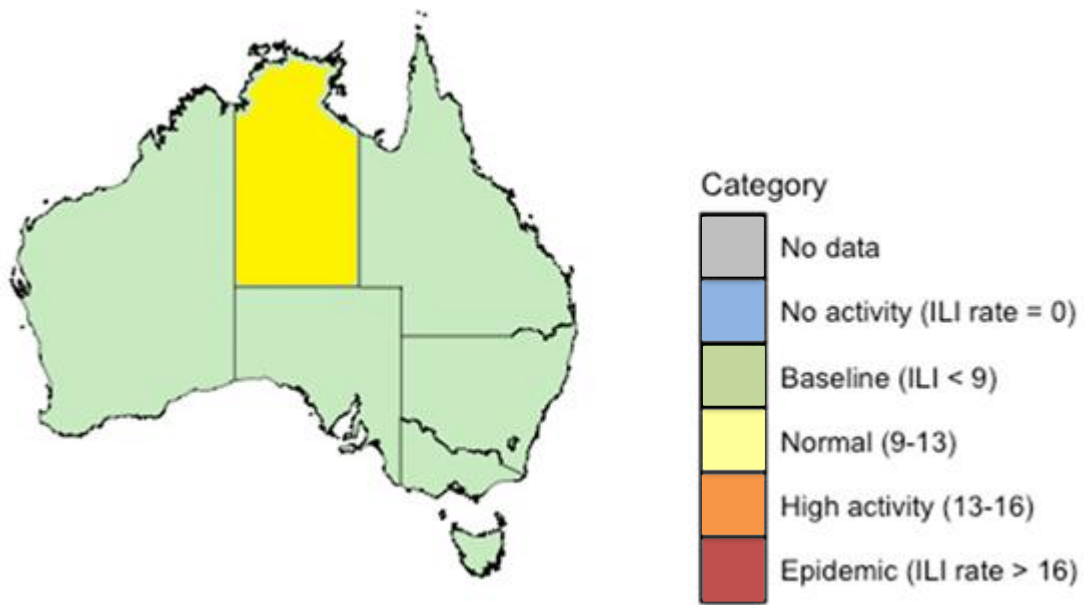 Category
No data
No activity (ILI rate = 0)
Baseline (ILI < 9)
Normal (9-13)
High activity (13-16)
Epidemic (ILI rate > 16)